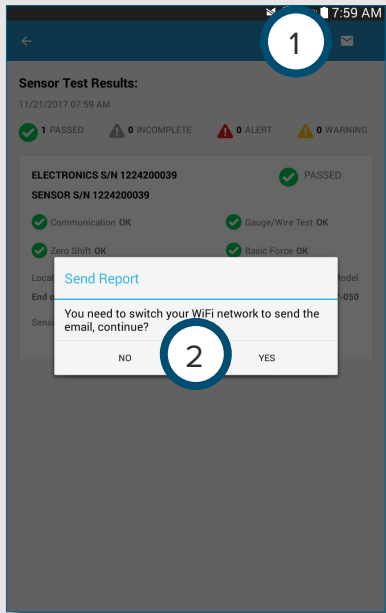 7:59 AM
1
Sensor Test Results:
11/21/2017 07:59 AM
1 PASSED 0 INCOMPLETE 0 ALERT 0 WARNING
ELECTRONICS S/N 1224200039 PASSED
SENSOR S/N 1224200039
Communication OK Gauge/Wire Test OK
Zero Shift OK Basic Force OK
Send Report
You need to switch your WiFi network to send the
email, continue?
NO 2 YES